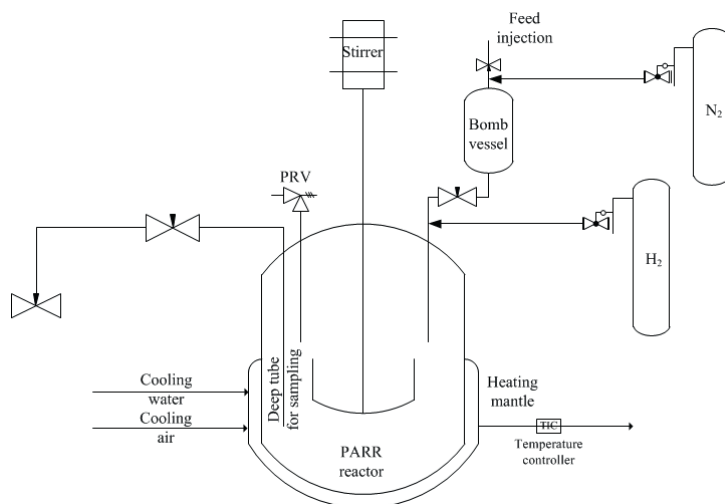 Feed
injection
Stirrer
N2
Bomb
vessel
PRV
H2
Cooling
water
Cooling
air
Deep tube
for sampling
Heating
mantle
TIC
Temperature
controller
PARR
reactor